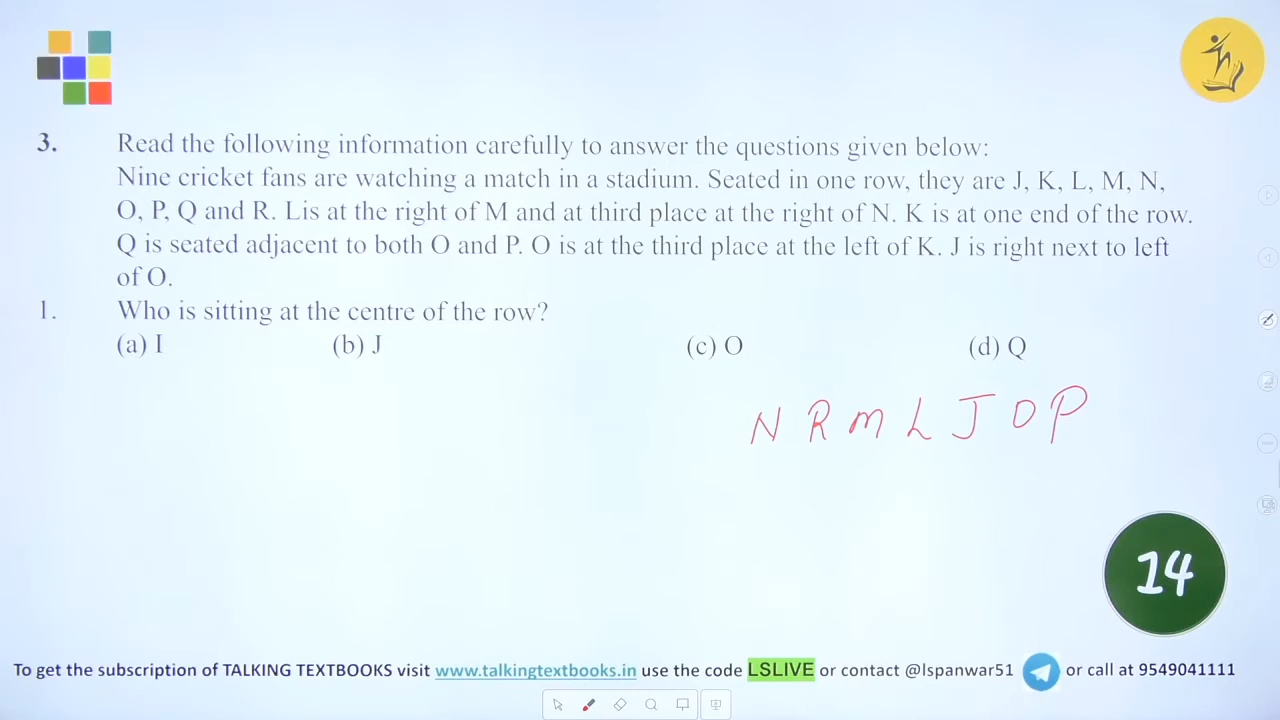 3. Read the following information carefully to answer the questions given below:
Nine cricket fans are watching a match in a stadium. Seated in one row, they are J, K, L, M, N,
O, P, Q and R. Lis at the right of M and at third place at the right of N. K is at one end of the row.
Q is seated adjacent to both O and P. O is at the third place at the left of K. J is right next to left
of O.
1. Who is sitting at the centre of the row?
(a) I (b) J (c) O (d) Q
N R M L J O P
14
To get the subscription of TALKING TEXTBOOKS visit www.talkingtextbooks.in use the code LSLIVE or contact @lspanwar51 or call at 9549041111